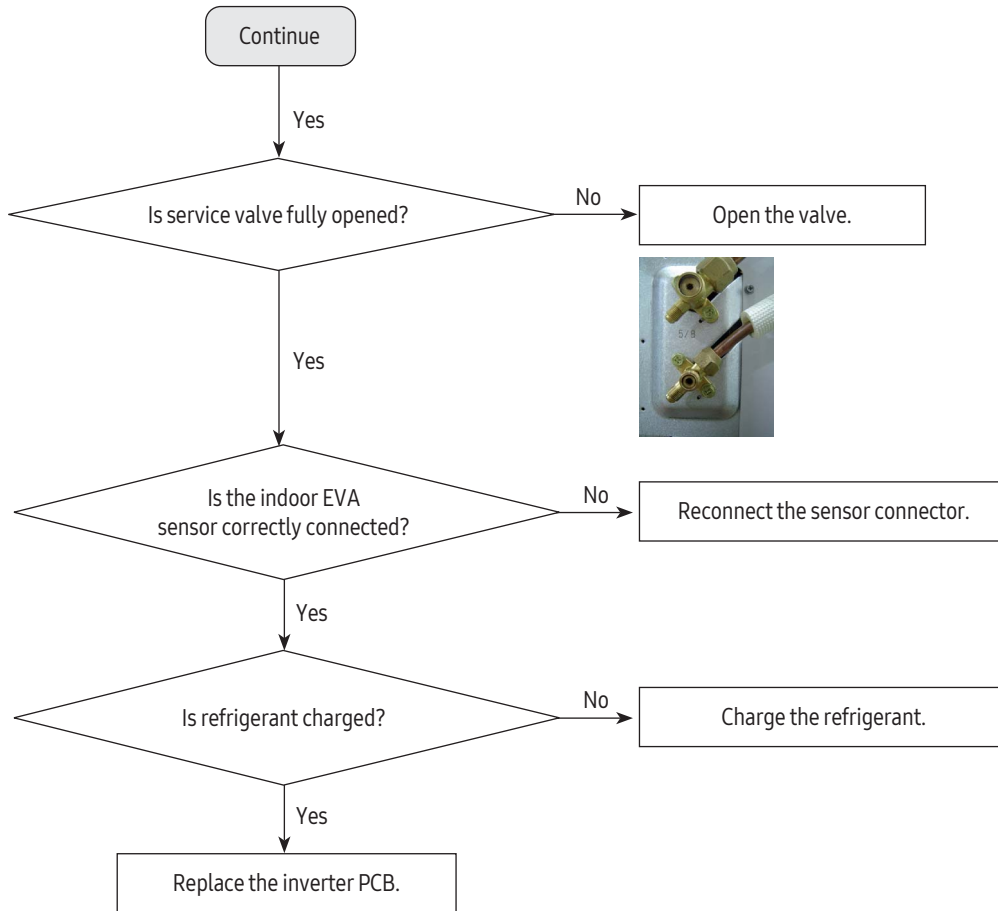 Continue
Yes
Is service valve fully opened?
No
Open the valve.
5/8
Yes
Is the indoor EVA
sensor correctly connected?
No
Reconnect the sensor connector.
Yes
Is refrigerant charged?
No
Charge the refrigerant.
Yes
Replace the inverter PCB.